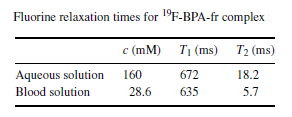 Fluorine relaxation times for ¹⁹F-BPA-fr complex
c (mM) T₁ (ms) T₂ (ms)
Aqueous solution 160 672 18.2
Blood solution 28.6 635 5.7